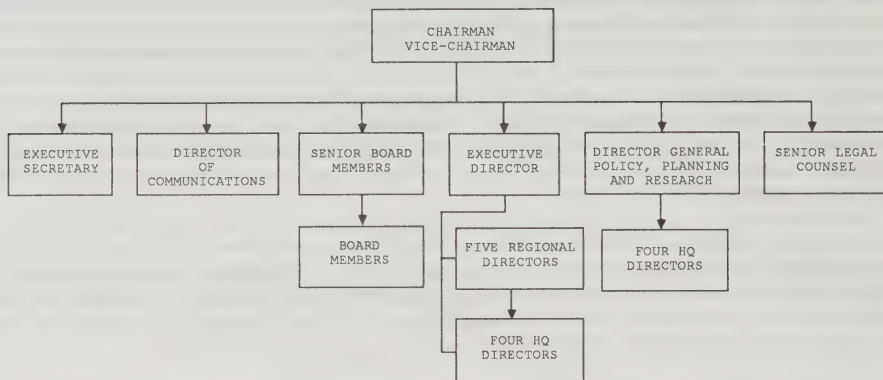 CHAIRMAN
VICE-CHAIRMAN
EXECUTIVE
SECRETARY
DIRECTOR
OF
COMMUNICATIONS
SENIOR BOARD
MEMBERS
EXECUTIVE
DIRECTOR
DIRECTOR GENERAL
POLICY, PLANNING
AND RESEARCH
SENIOR LEGAL
COUNSEL
BOARD
MEMBERS
FIVE REGIONAL
DIRECTORS
FOUR HQ
DIRECTORS
FOUR HQ
DIRECTORS